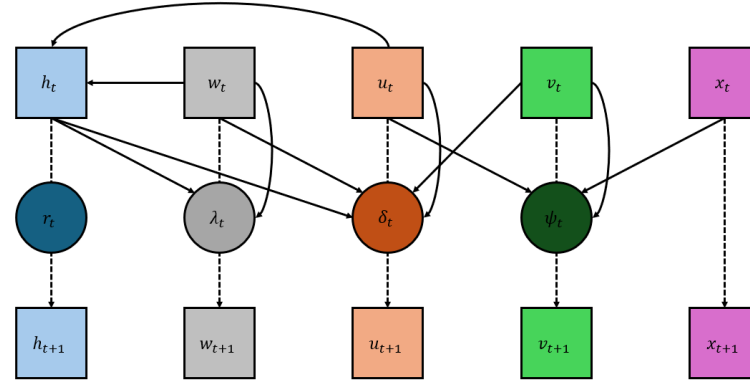 h_t w_t u_t v_t x_t
r_t λ_t δ_t ψ_t
h_{t+1} w_{t+1} u_{t+1} v_{t+1} x_{t+1}